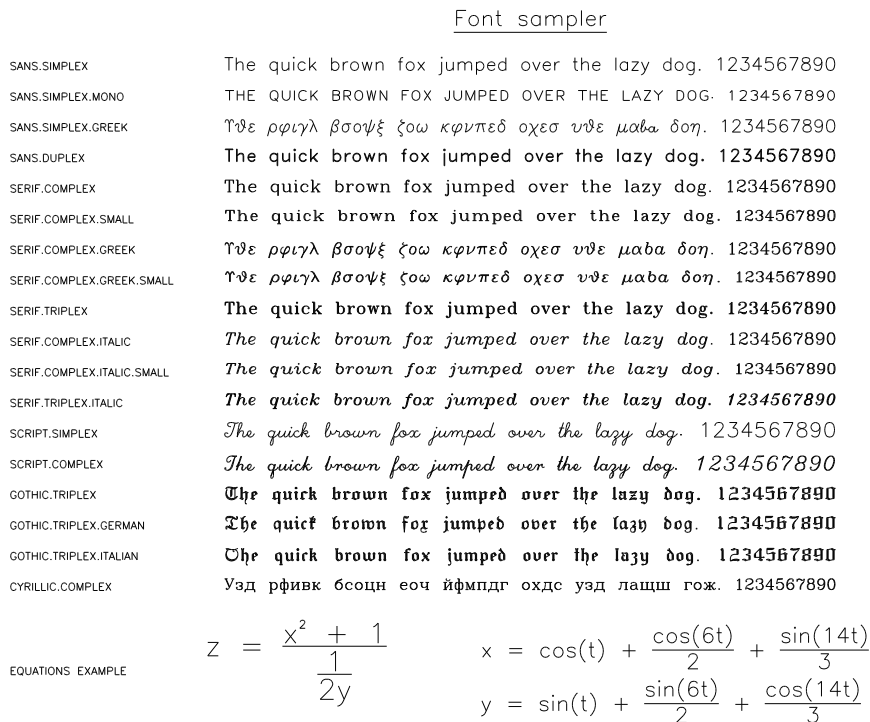 Font sampler
SANS.SIMPLEX The quick brown fox jumped over the lazy dog. 1234567890
SANS.SIMPLEX.MONO THE QUICK BROWN FOX JUMPED OVER THE LAZY DOG. 1234567890
SANS.SIMPLEX.GREEK ϒϑε ρφιγλ βσοψξ ζοω κφνπεδ οχεσ υϑε μαba δοη. 1234567890
SANS.DUPLEX The quick brown fox jumped over the lazy dog. 1234567890
SERIF.COMPLEX The quick brown fox jumped over the lazy dog. 1234567890
SERIF.COMPLEX.SMALL The quick brown fox jumped over the lazy dog. 1234567890
SERIF.COMPLEX.GREEK ϒϑε ρφιγλ βσοψξ ζοω κφνπεδ οχεσ υϑε μαba δοη. 1234567890
SERIF.COMPLEX.GREEK.SMALL ϒϑε ρφιγλ βσοψξ ζοω κφνπεδ οχεσ υϑε μαba δοη. 1234567890
SERIF.TRIPLEX The quick brown fox jumped over the lazy dog. 1234567890
SERIF.COMPLEX.ITALIC The quick brown fox jumped over the lazy dog. 1234567890
SERIF.COMPLEX.ITALIC.SMALL The quick brown fox jumped over the lazy dog. 1234567890
SERIF.TRIPLEX.ITALIC The quick brown fox jumped over the lazy dog. 1234567890
SCRIPT.SIMPLEX The quick brown fox jumped over the lazy dog. 1234567890
SCRIPT.COMPLEX The quick brown fox jumped over the lazy dog. 1234567890
GOTHIC.TRIPLEX The quick brown fox jumped over the lazy dog. 1234567890
GOTHIC.TRIPLEX.GERMAN The quick brown fox jumped over the lazy dog. 1234567890
GOTHIC.TRIPLEX.ITALIAN The quick brown fox jumped over the lazy dog. 1234567890
CYRILLIC.COMPLEX Узд рфивк бсоцн еоч йфмпдг охдс узд лащш гож. 1234567890
EQUATIONS EXAMPLE
z = (x² + 1) / (1 / 2y)
x = cos(t) + cos(6t)/2 + sin(14t)/3
y = sin(t) + sin(6t)/2 + cos(14t)/3